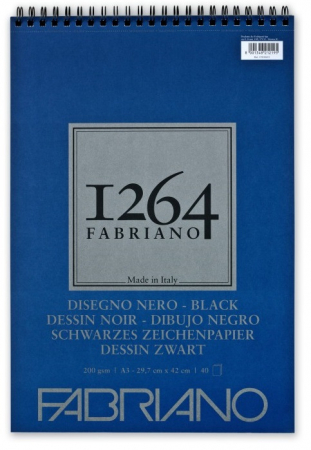 1264
FABRIANO
Made in Italy
DISEGNO NERO - BLACK
DESSIN NOIR - DIBUJO NEGRO
SCHWARZES ZEICHENPAPIER
DESSIN ZWART
200 gsm | A3 - 29,7 cm x 42 cm | 40
FABRIANO